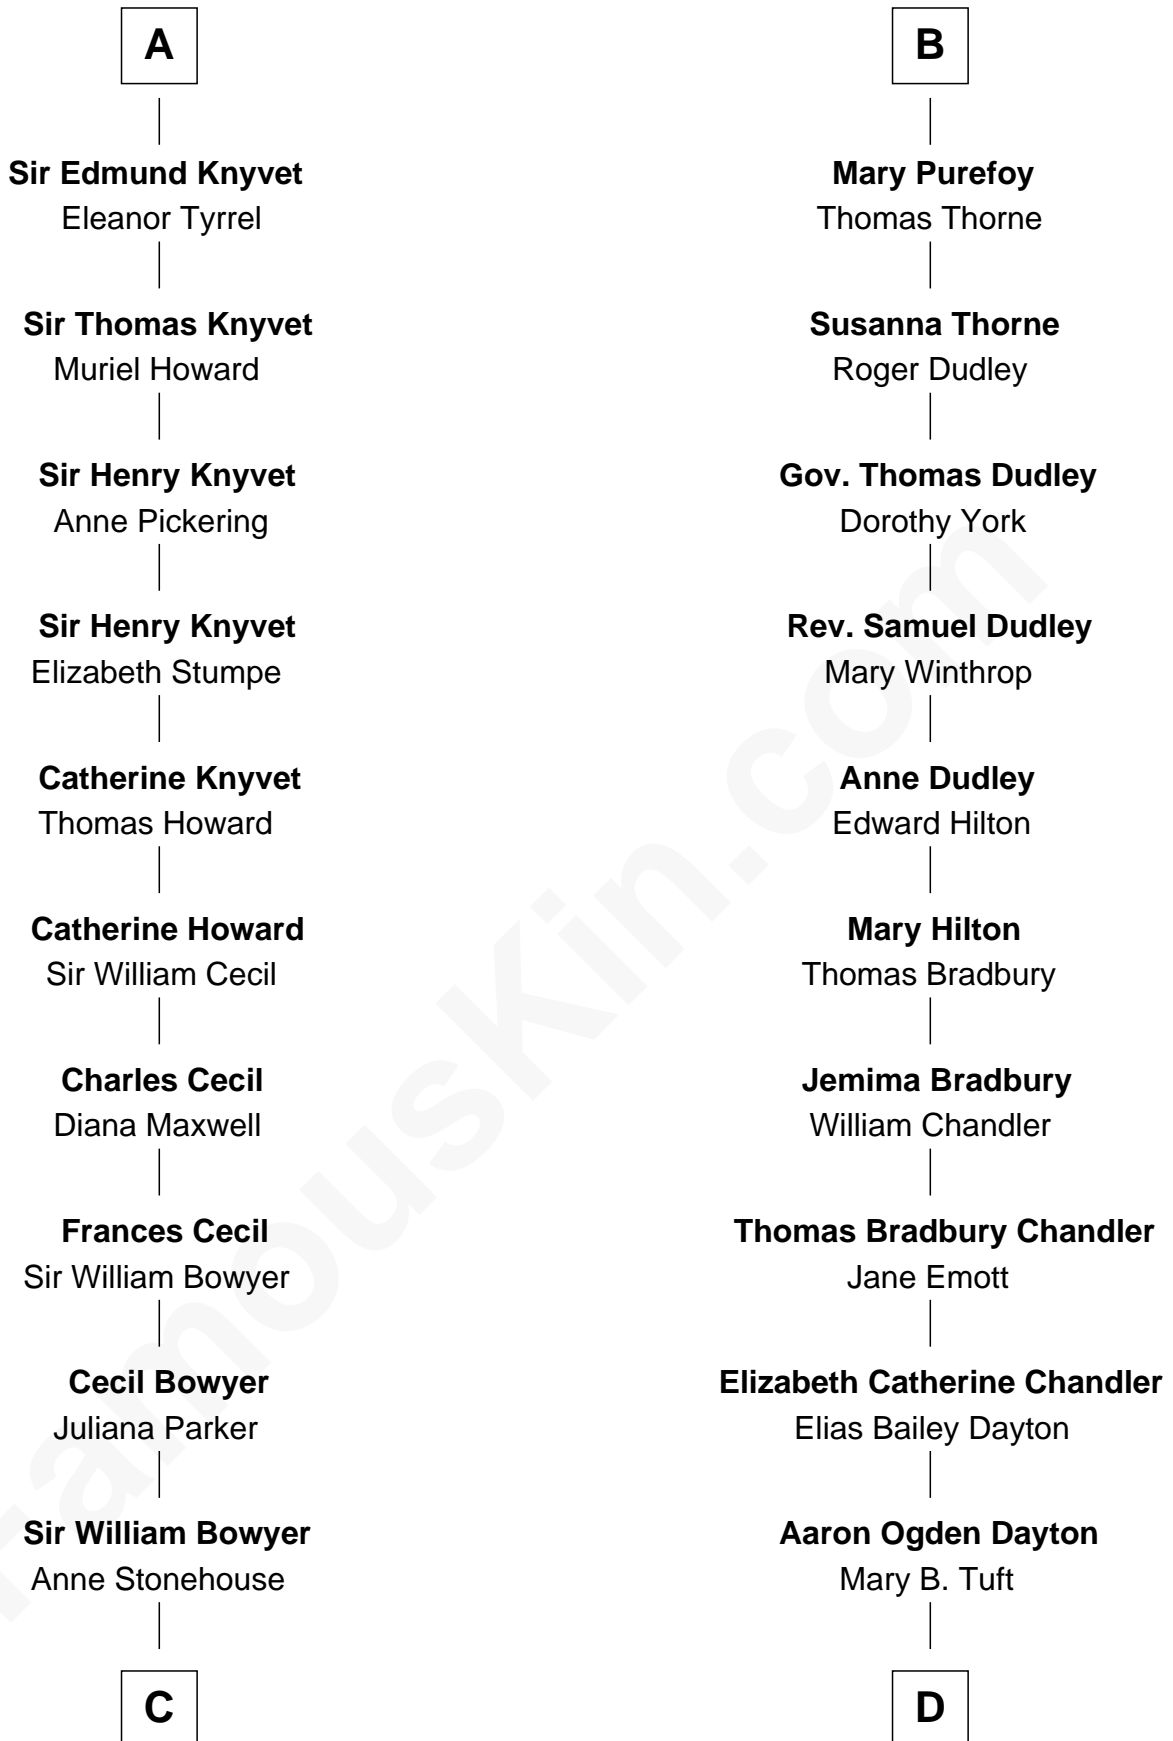 A
Sir Edmund Knyvet
Eleanor Tyrrel
Sir Thomas Knyvet
Muriel Howard
Sir Henry Knyvet
Anne Pickering
Sir Henry Knyvet
Elizabeth Stumpe
Catherine Knyvet
Thomas Howard
Catherine Howard
Sir William Cecil
Charles Cecil
Diana Maxwell
Frances Cecil
Sir William Bowyer
Cecil Bowyer
Juliana Parker
Sir William Bowyer
Anne Stonehouse
C
B
Mary Purefoy
Thomas Thorne
Susanna Thorne
Roger Dudley
Gov. Thomas Dudley
Dorothy York
Rev. Samuel Dudley
Mary Winthrop
Anne Dudley
Edward Hilton
Mary Hilton
Thomas Bradbury
Jemima Bradbury
William Chandler
Thomas Bradbury Chandler
Jane Emott
Elizabeth Catherine Chandler
Elias Bailey Dayton
Aaron Ogden Dayton
Mary B. Tuft
D
FamousKin.com